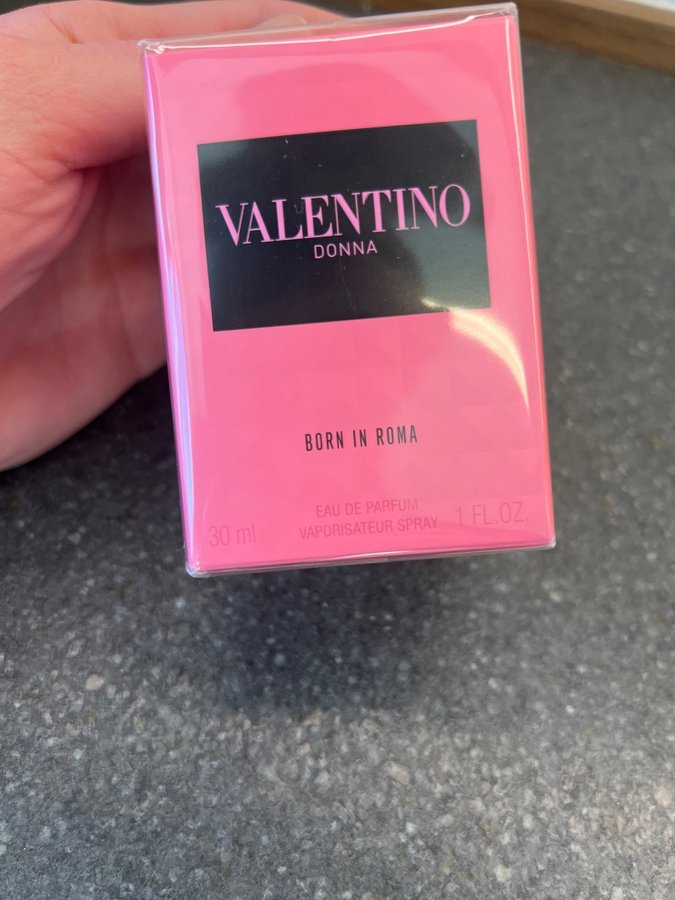 VALENTINO
DONNA
BORN IN ROMA
EAU DE PARFUM
30 ml VAPORISATEUR SPRAY 1 FL.OZ.